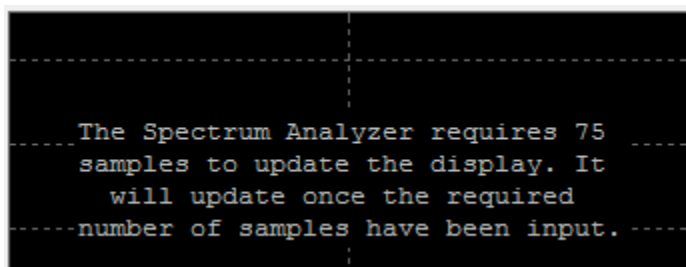 The Spectrum Analyzer requires 75
samples to update the display. It
will update once the required
number of samples have been input.